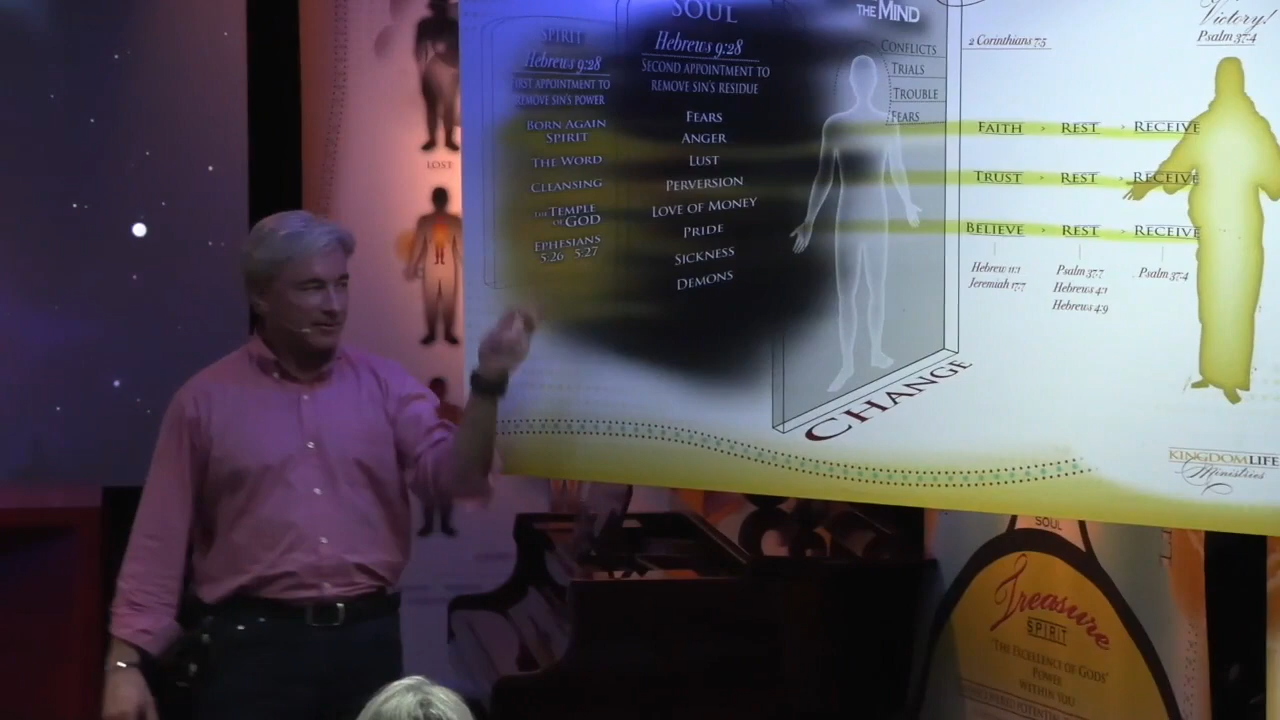 LOST
SPIRIT
Hebrews 9:28
FIRST APPOINTMENT TO
REMOVE SIN'S POWER
BORN AGAIN
SPIRIT
THE WORD
CLEANSING
THE TEMPLE
OF GOD
EPHESIANS
5:26 5:27
SOUL
Hebrews 9:28
SECOND APPOINTMENT TO
REMOVE SIN'S RESIDUE
FEARS
ANGER
LUST
PERVERSION
LOVE OF MONEY
PRIDE
SICKNESS
DEMONS
THE MIND
CONFLICTS
TRIALS
TROUBLE
FEARS
CHANGE
2 Corinthians 7:5
Victory!
Psalm 37:4
FAITH > REST > RECEIVE
TRUST > REST > RECEIVE
BELIEVE > REST > RECEIVE
Hebrew 11:1
Jeremiah 17:7
Psalm 37:7
Hebrews 4:1
Hebrews 4:9
Psalm 37:4
KINGDOMLIFE
Ministries
SOUL
Treasure
SPIRIT
"THE EXCELLENCE OF GODS'
POWER
WITHIN YOU